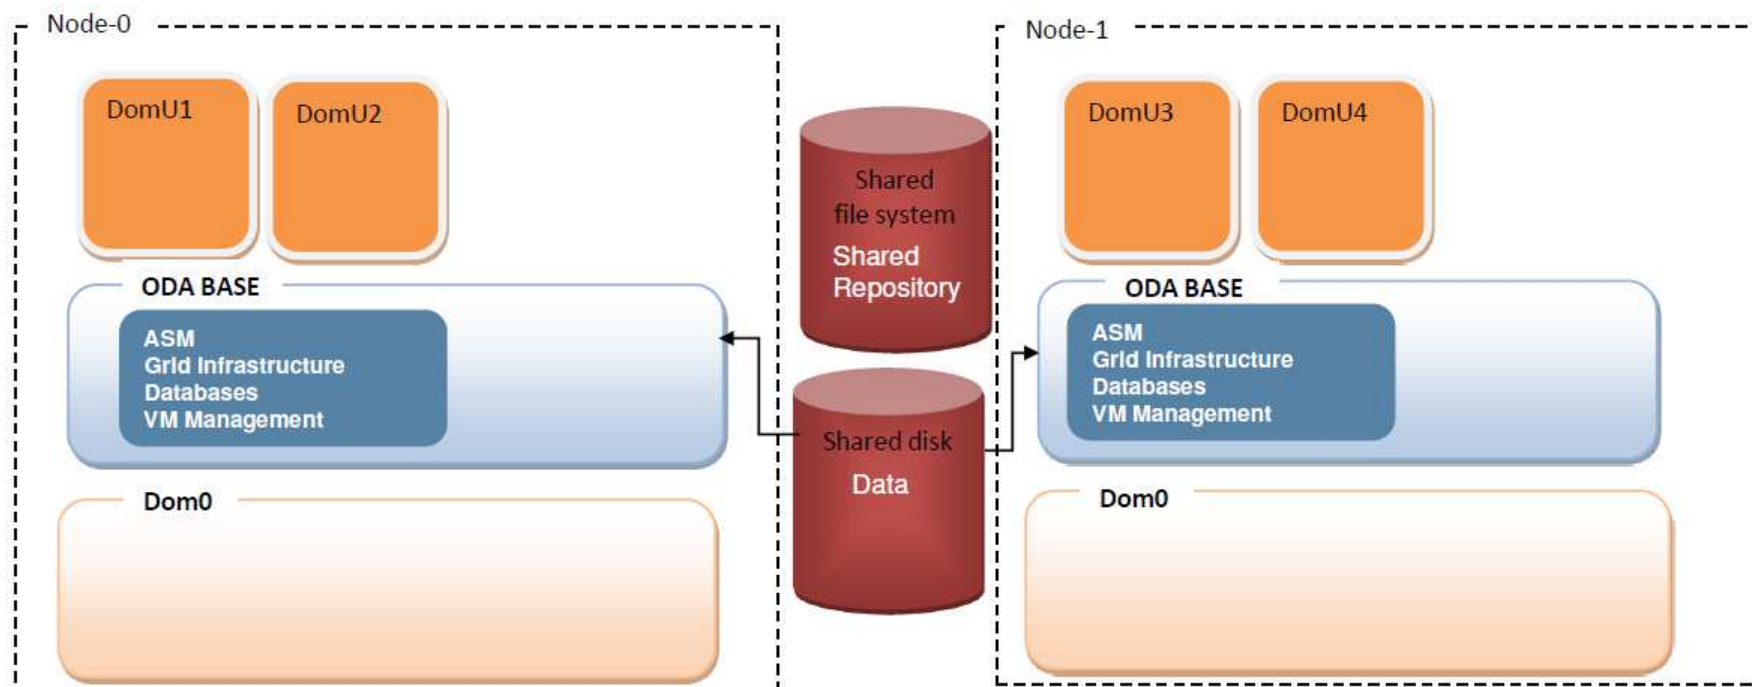 Node-0
DomU1
DomU2
ODA BASE
ASM
Grid Infrastructure
Databases
VM Management
Dom0
Shared
file system
Shared
Repository
Shared disk
Data
Node-1
DomU3
DomU4
ODA BASE
ASM
Grid Infrastructure
Databases
VM Management
Dom0